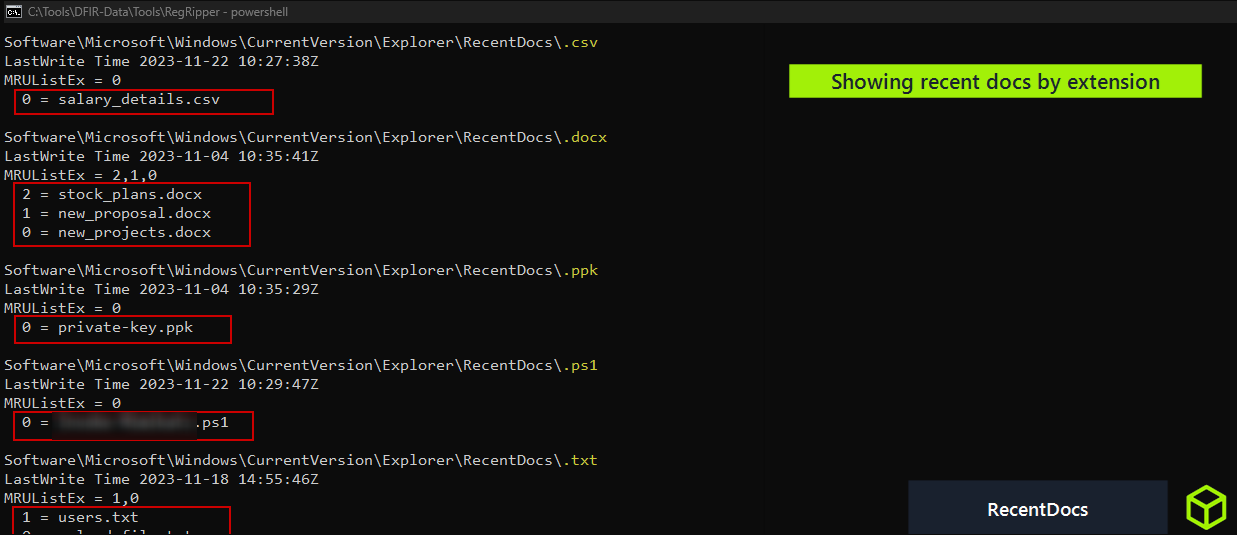 C:\Tools\DFIR-Data\Tools\RegRipper - powershell
Software\Microsoft\Windows\CurrentVersion\Explorer\RecentDocs\.csv
LastWrite Time 2023-11-22 10:27:38Z
MRUListEx = 0
0 = salary_details.csv
Showing recent docs by extension
Software\Microsoft\Windows\CurrentVersion\Explorer\RecentDocs\.docx
LastWrite Time 2023-11-04 10:35:41Z
MRUListEx = 2,1,0
2 = stock_plans.docx
1 = new_proposal.docx
0 = new_projects.docx
Software\Microsoft\Windows\CurrentVersion\Explorer\RecentDocs\.ppk
LastWrite Time 2023-11-04 10:35:29Z
MRUListEx = 0
0 = private-key.ppk
Software\Microsoft\Windows\CurrentVersion\Explorer\RecentDocs\.ps1
LastWrite Time 2023-11-22 10:29:47Z
MRUListEx = 0
0 = .ps1
Software\Microsoft\Windows\CurrentVersion\Explorer\RecentDocs\.txt
LastWrite Time 2023-11-18 14:55:46Z
MRUListEx = 1,0
1 = users.txt
RecentDocs